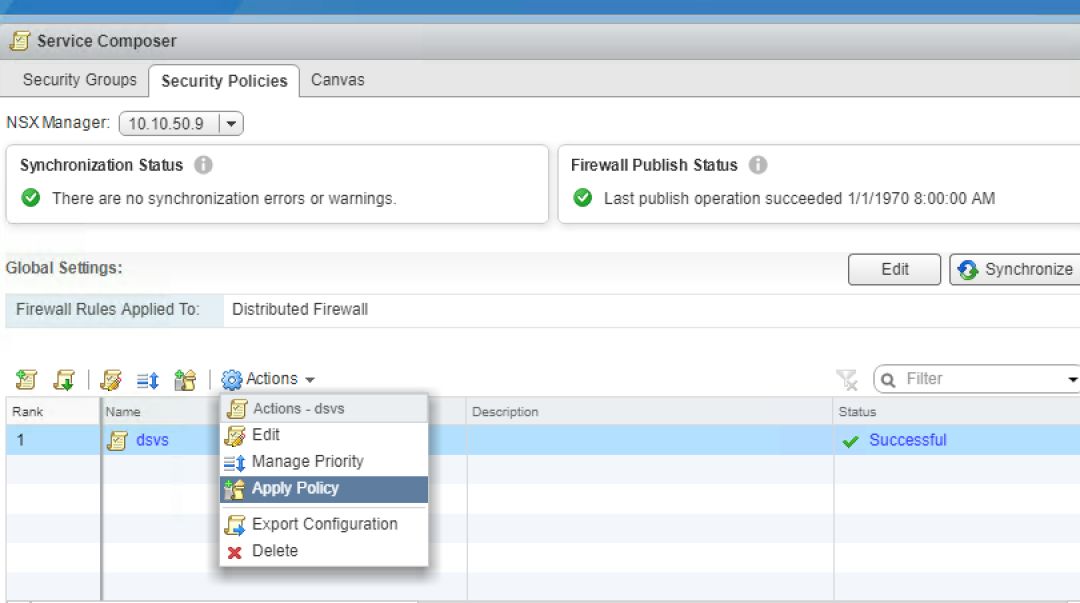 Service Composer
Security Groups Security Policies Canvas
NSX Manager: 10.10.50.9
Synchronization Status
There are no synchronization errors or warnings.
Firewall Publish Status
Last publish operation succeeded 1/1/1970 8:00:00 AM
Global Settings: Edit Synchronize
Firewall Rules Applied To: Distributed Firewall
Actions Filter
Rank Name Description Status
1 dsvs Successful
Actions - dsvs
Edit
Manage Priority
Apply Policy
Export Configuration
Delete